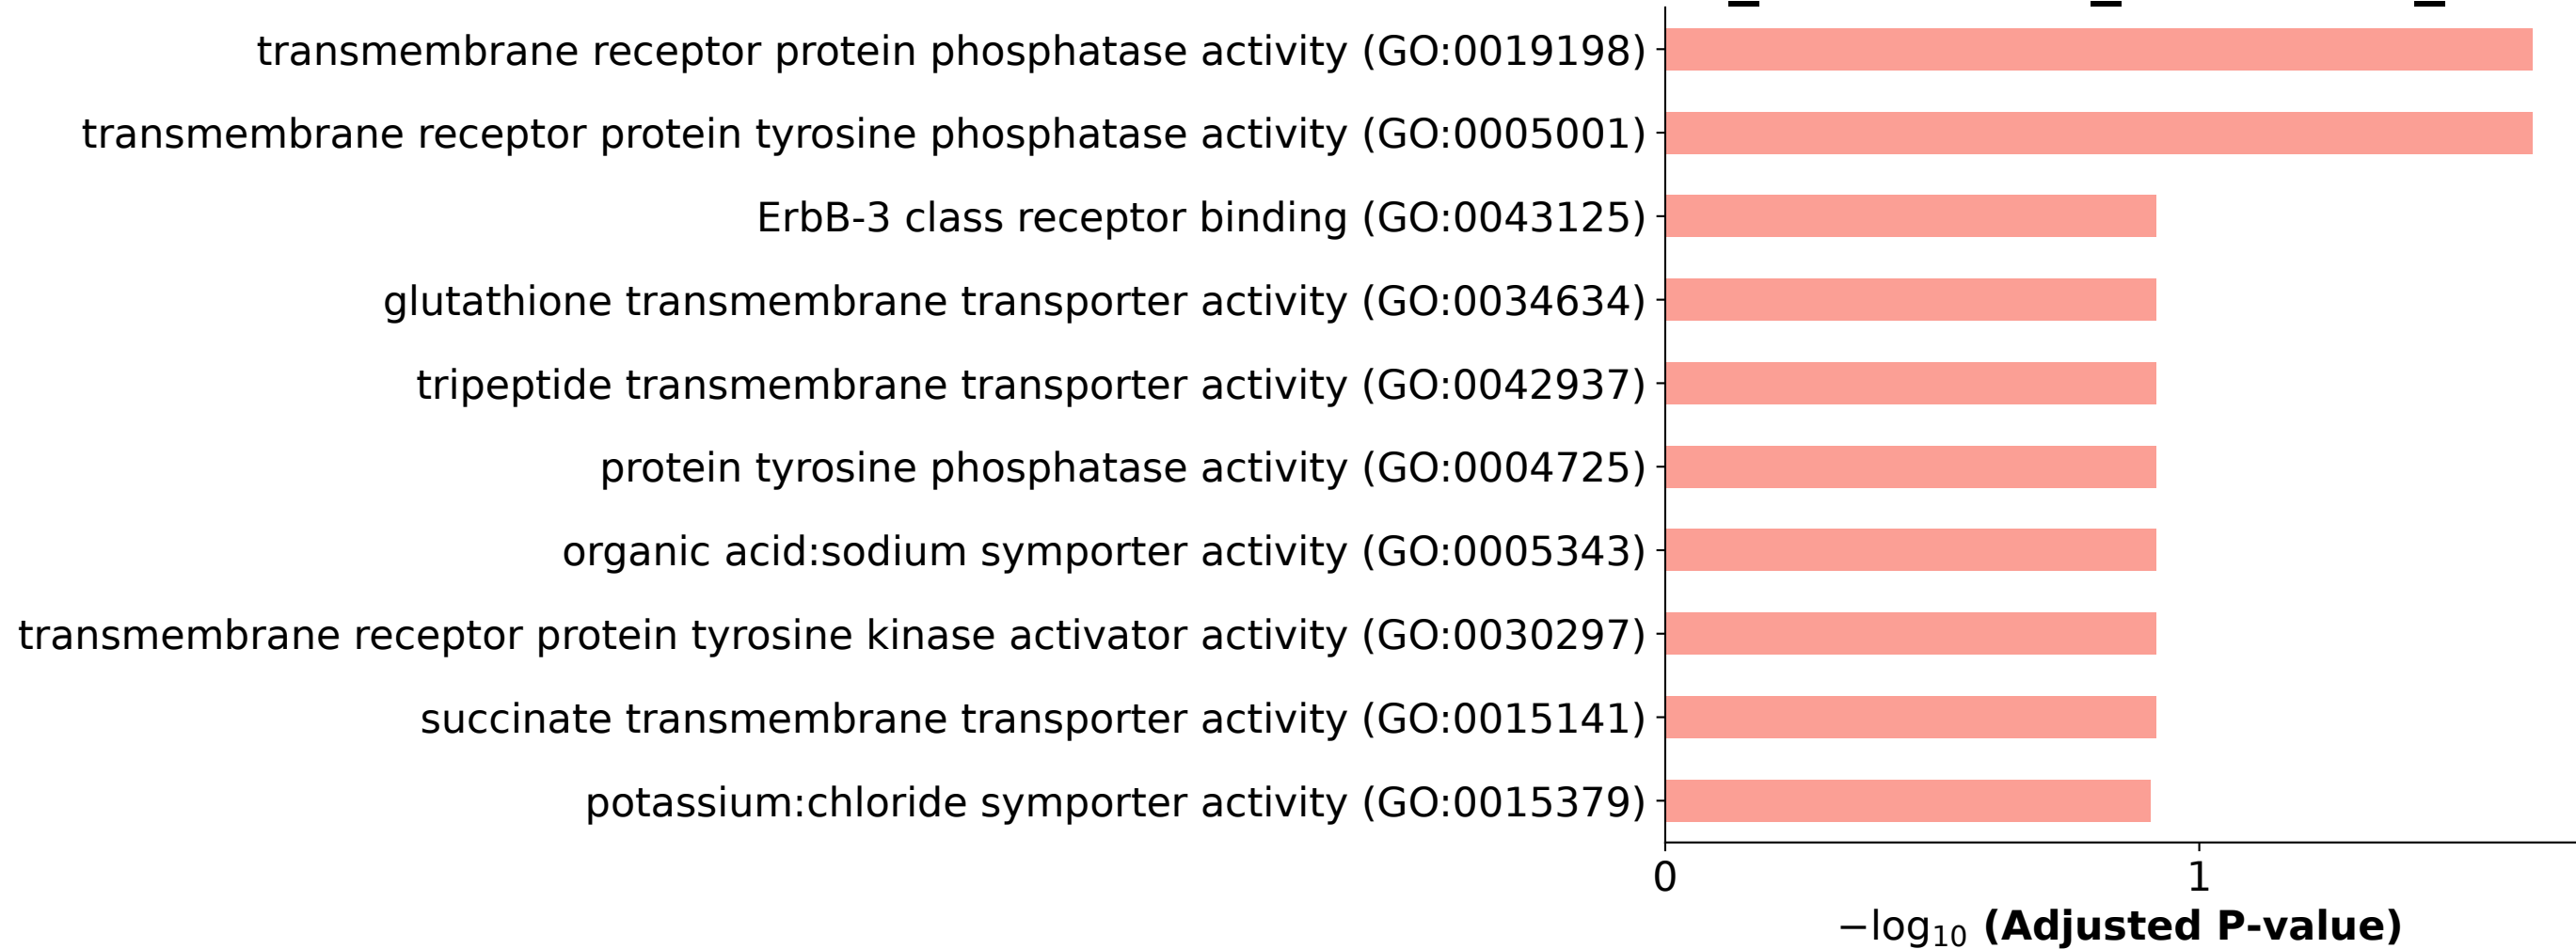 transmembrane receptor protein phosphatase activity (GO:0019198)
transmembrane receptor protein tyrosine phosphatase activity (GO:0005001)
ErbB-3 class receptor binding (GO:0043125)
glutathione transmembrane transporter activity (GO:0034634)
tripeptide transmembrane transporter activity (GO:0042937)
protein tyrosine phosphatase activity (GO:0004725)
organic acid:sodium symporter activity (GO:0005343)
transmembrane receptor protein tyrosine kinase activator activity (GO:0030297)
succinate transmembrane transporter activity (GO:0015141)
potassium:chloride symporter activity (GO:0015379)
0 1
−log₁₀ (Adjusted P-value)